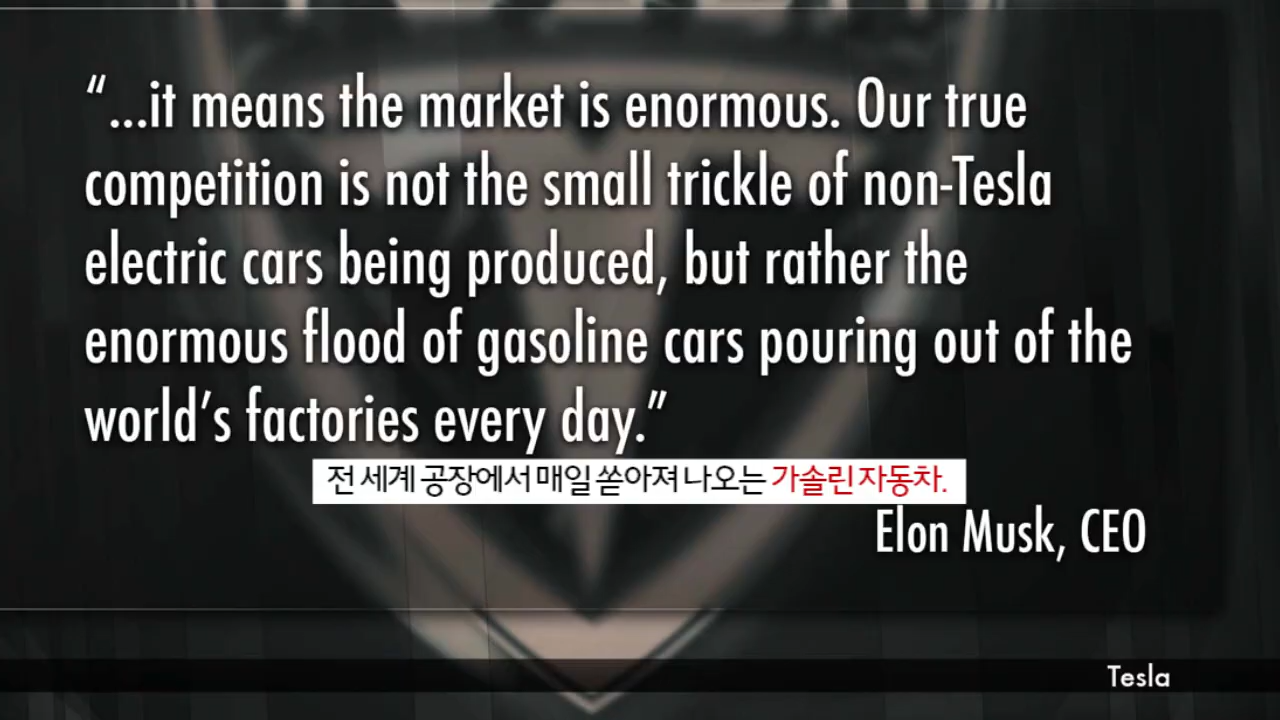 “...it means the market is enormous. Our true
competition is not the small trickle of non-Tesla
electric cars being produced, but rather the
enormous flood of gasoline cars pouring out of the
world’s factories every day.”
전 세계 공장에서 매일 쏟아져 나오는 가솔린 자동차.
Elon Musk, CEO
Tesla